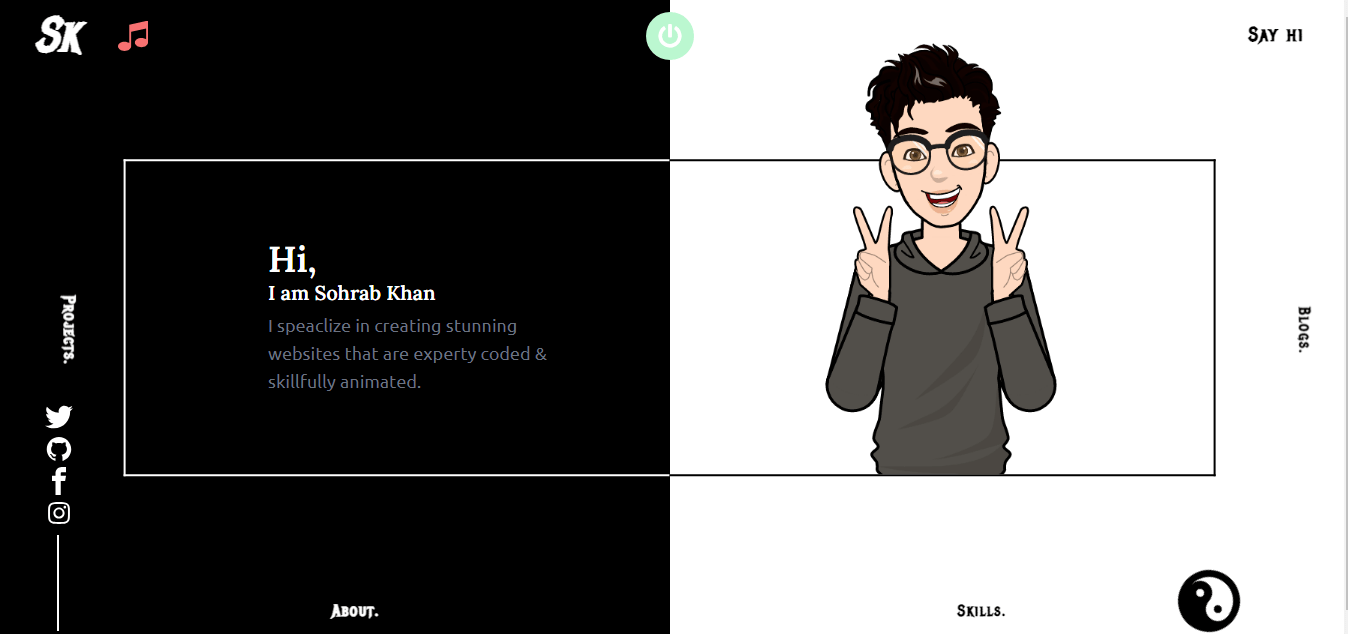 SK
Say hi
Hi,
I am Sohrab Khan
I speaclize in creating stunning
websites that are experty coded &
skillfully animated.
Projects.
Blogs.
About.
Skills.